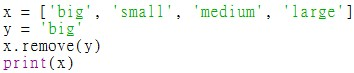 x = ['big', 'small', 'medium', 'large']
y = 'big'
x.remove(y)
print(x)